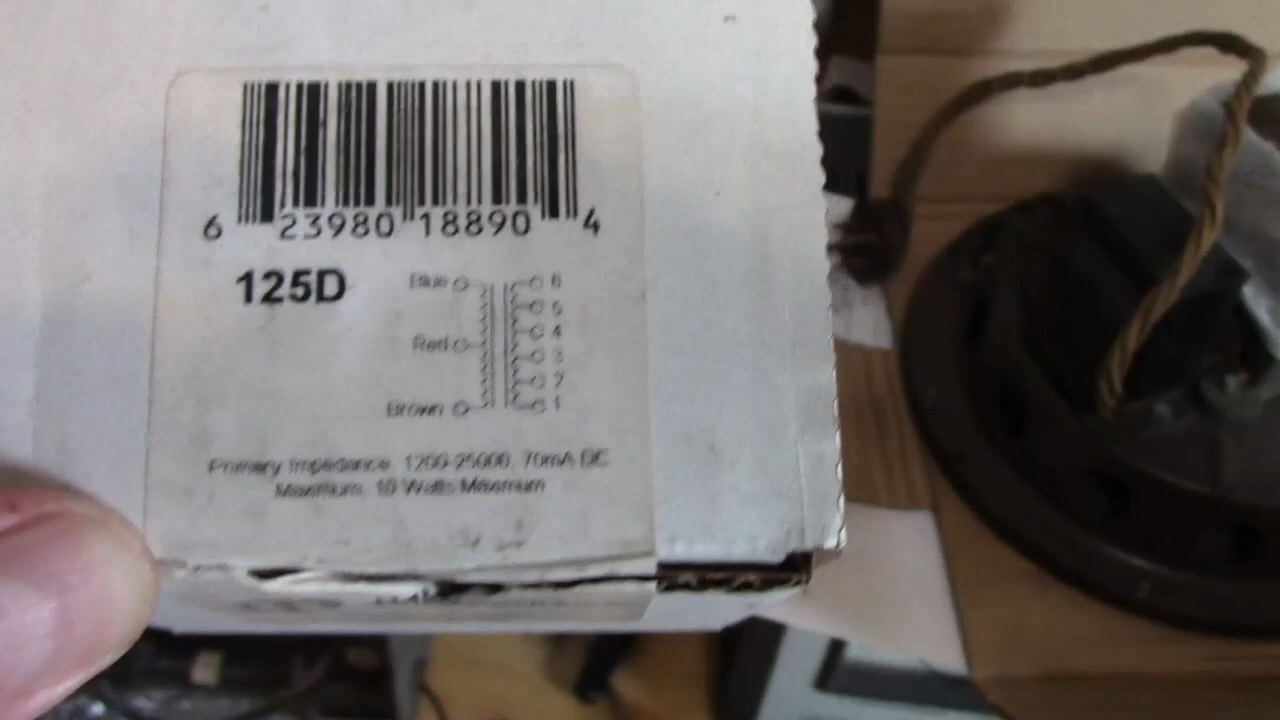 6 23980 18890 4
125D
Blue 6
5
Red 4
3
2
Brown 1
Primary Impedance 1200-25000, 70mA DC
Maximum, 10 Watts Maximum